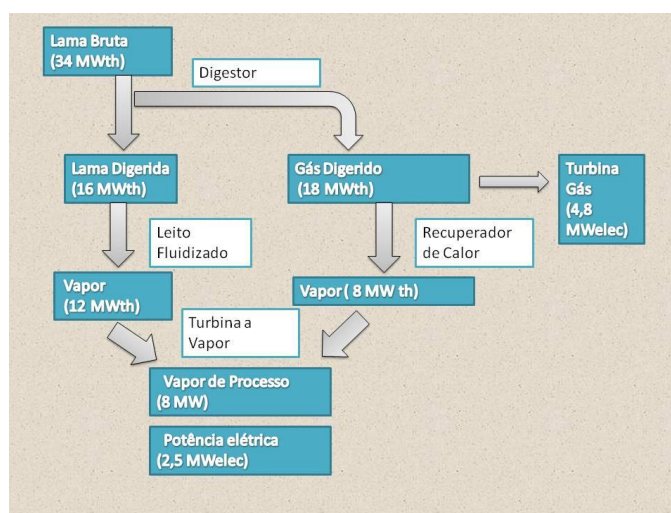 Lama Bruta
(34 MWth)
Digestor
Lama Digerida
(16 MWth)
Gás Digerido
(18 MWth)
Turbina
Gás
(4,8
MWelec)
Leito
Fluidizado
Recuperador
de Calor
Vapor
(12 MWth)
Vapor ( 8 MW th)
Turbina a
Vapor
Vapor de Processo
(8 MW)
Potência elétrica
(2,5 MWelec)